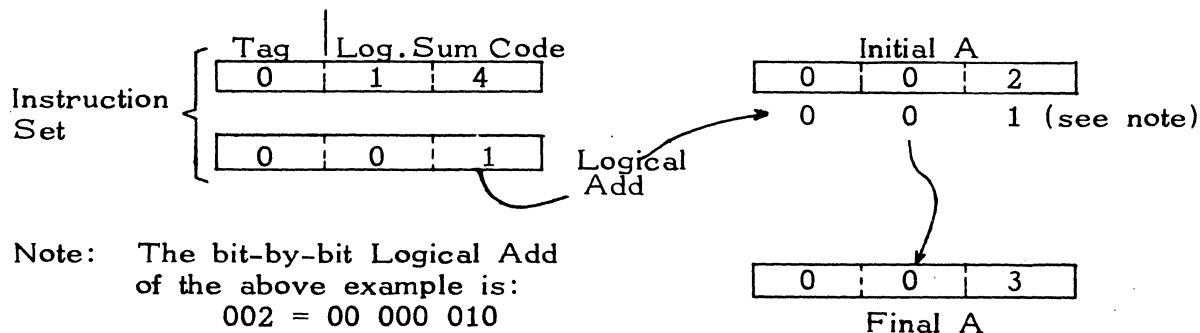 Tag Log. Sum Code
0 1 4
Instruction
Set
0 0 1
Logical
Add
Initial A
0 0 2
0 0 1 (see note)
0 0 3
Final A
Note: The bit-by-bit Logical Add
of the above example is:
002 = 00 000 010